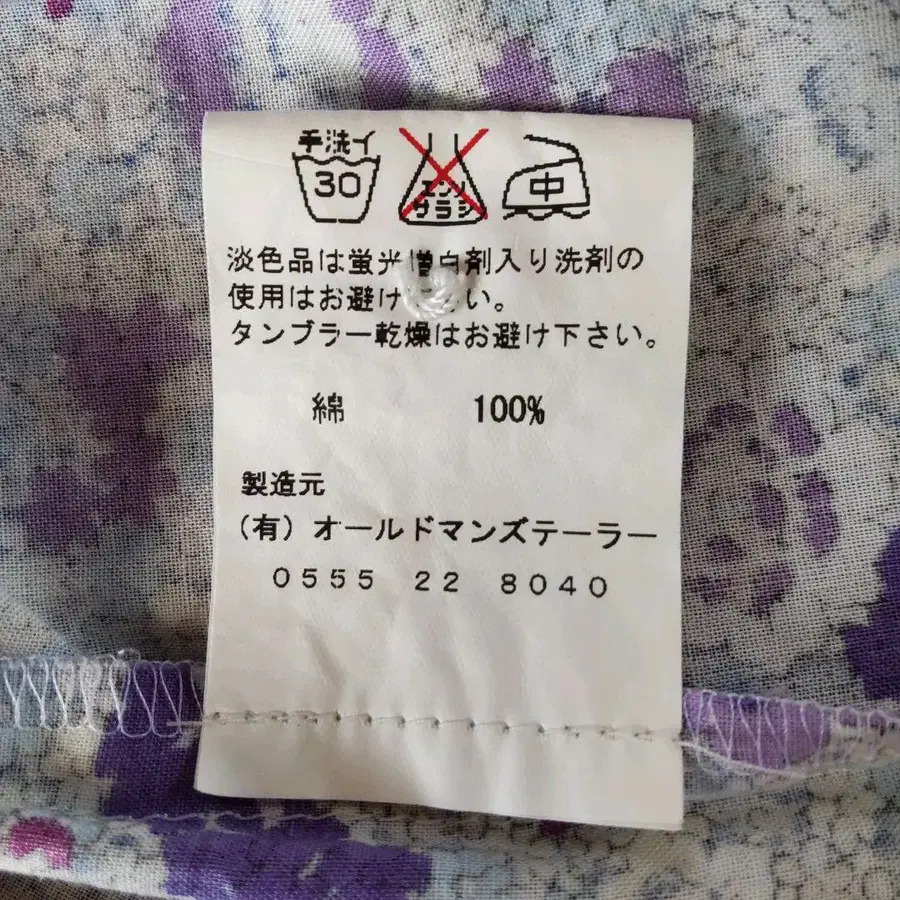 手洗イ
30
エンソ
サラシ
中
淡色品は蛍光増白剤入り洗剤の
使用はお避け い。
タンブラー乾燥はお避け下さい。
綿 100%
製造元
(有) オールドマンズテーラー
0555 22 8040